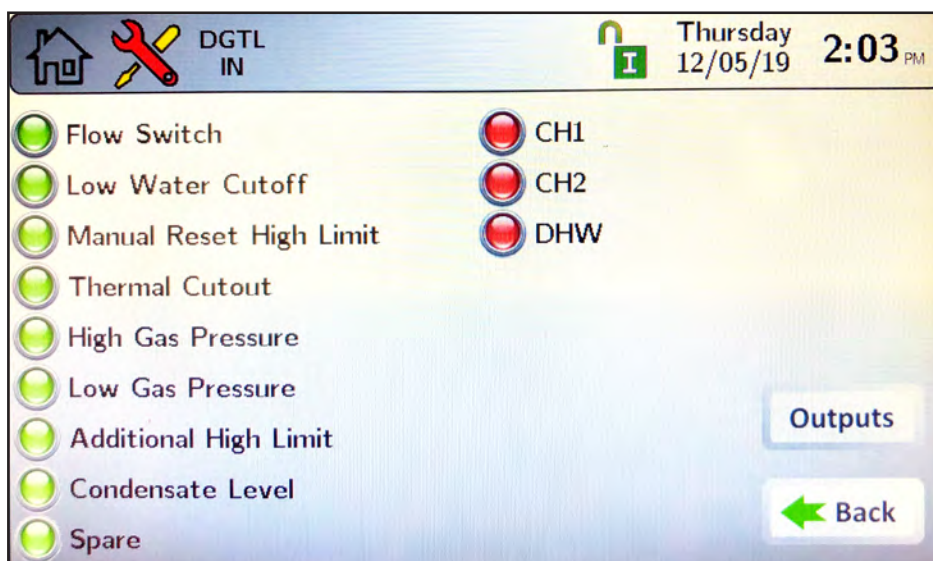 DGTL
IN
I
Thursday
12/05/19
2:03 PM
Flow Switch
Low Water Cutoff
Manual Reset High Limit
Thermal Cutout
High Gas Pressure
Low Gas Pressure
Additional High Limit
Condensate Level
Spare
CH1
CH2
DHW
Outputs
Back